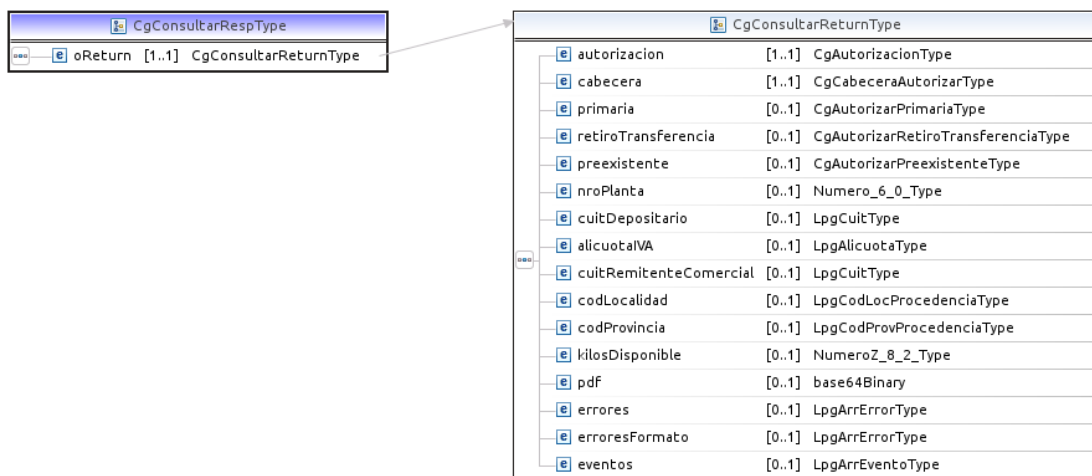 CgConsultarRespType
e oReturn [1..1] CgConsultarReturnType
CgConsultarReturnType
e autorizacion [1..1] CgAutorizacionType
e cabecera [1..1] CgCabeceraAutorizarType
e primaria [0..1] CgAutorizarPrimariaType
e retiroTransferencia [0..1] CgAutorizarRetiroTransferenciaType
e preexistente [0..1] CgAutorizarPreexistenteType
e nroPlanta [0..1] Numero_6_0_Type
e cuitDepositario [0..1] LpgCuitType
e alicuotaIVA [0..1] LpgAlicuotaType
e cuitRemitenteComercial [0..1] LpgCuitType
e codLocalidad [0..1] LpgCodLocProcedenciaType
e codProvincia [0..1] LpgCodProvProcedenciaType
e kilosDisponible [0..1] NumeroZ_8_2_Type
e pdf [0..1] base64Binary
e errores [0..1] LpgArrErrorType
e erroresFormato [0..1] LpgArrErrorType
e eventos [0..1] LpgArrEventoType